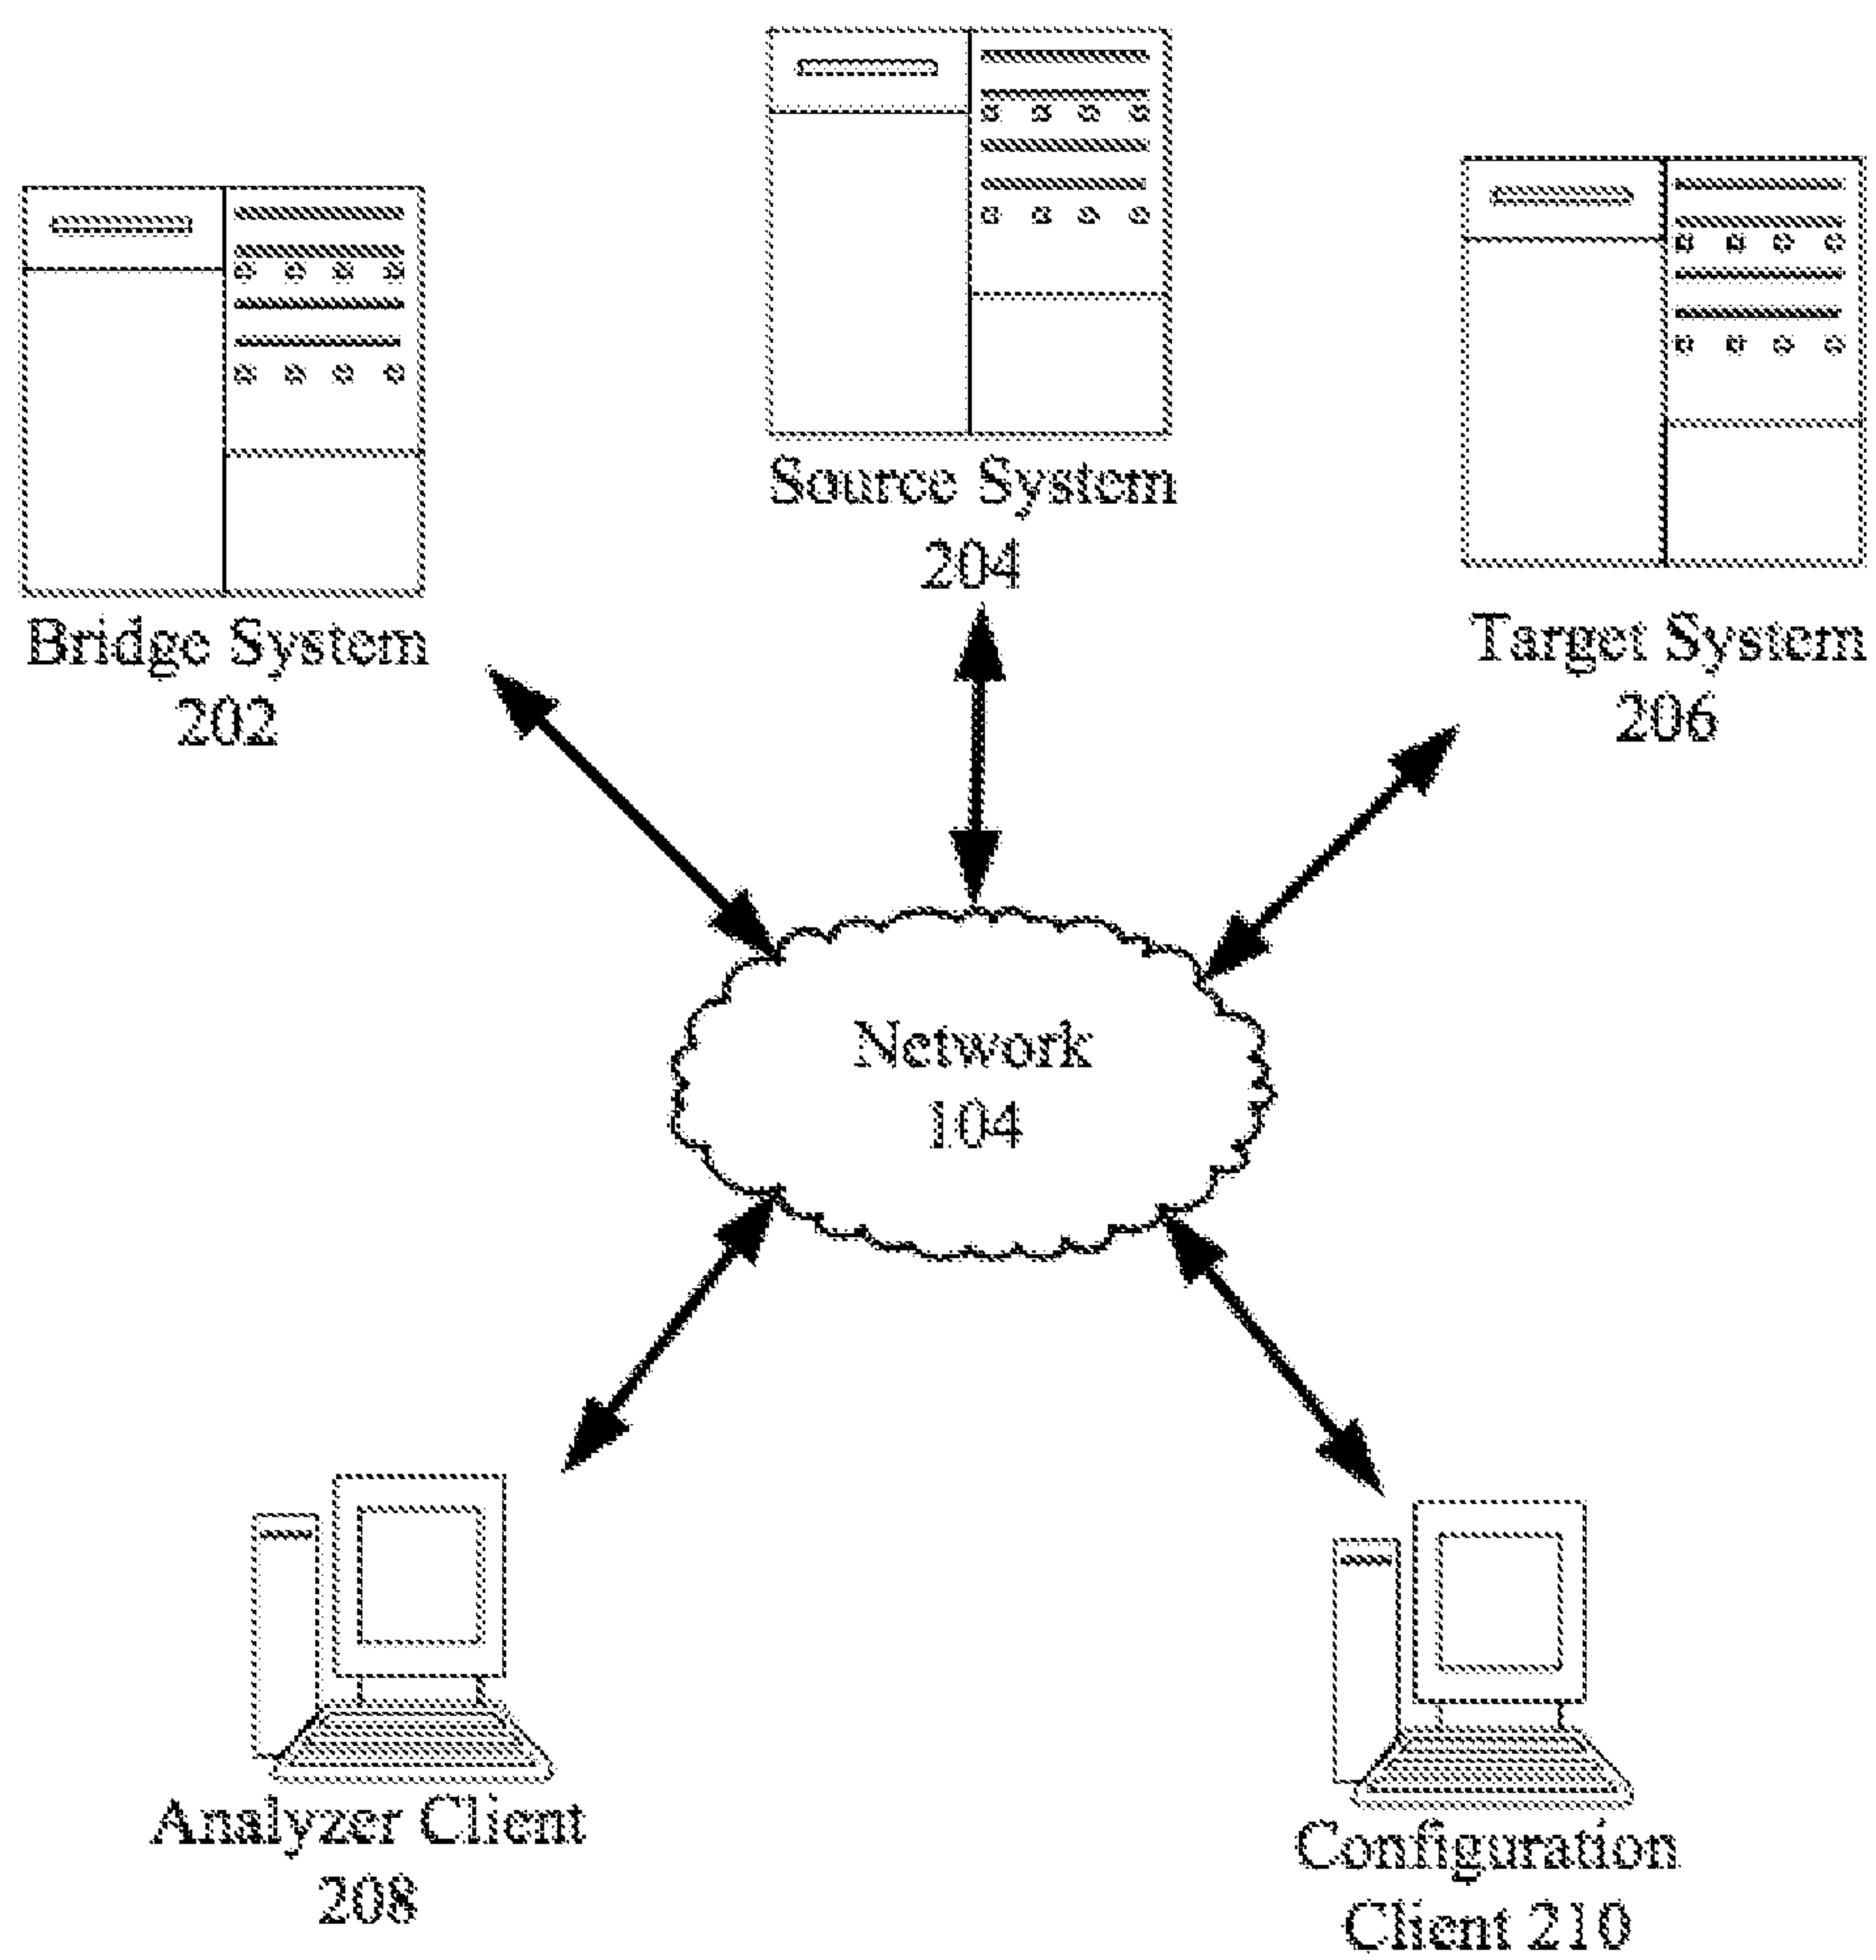 Source System
204
Bridge System
202
Target System
206
Network
104
Analyzer Client
208
Configuration
Client 210